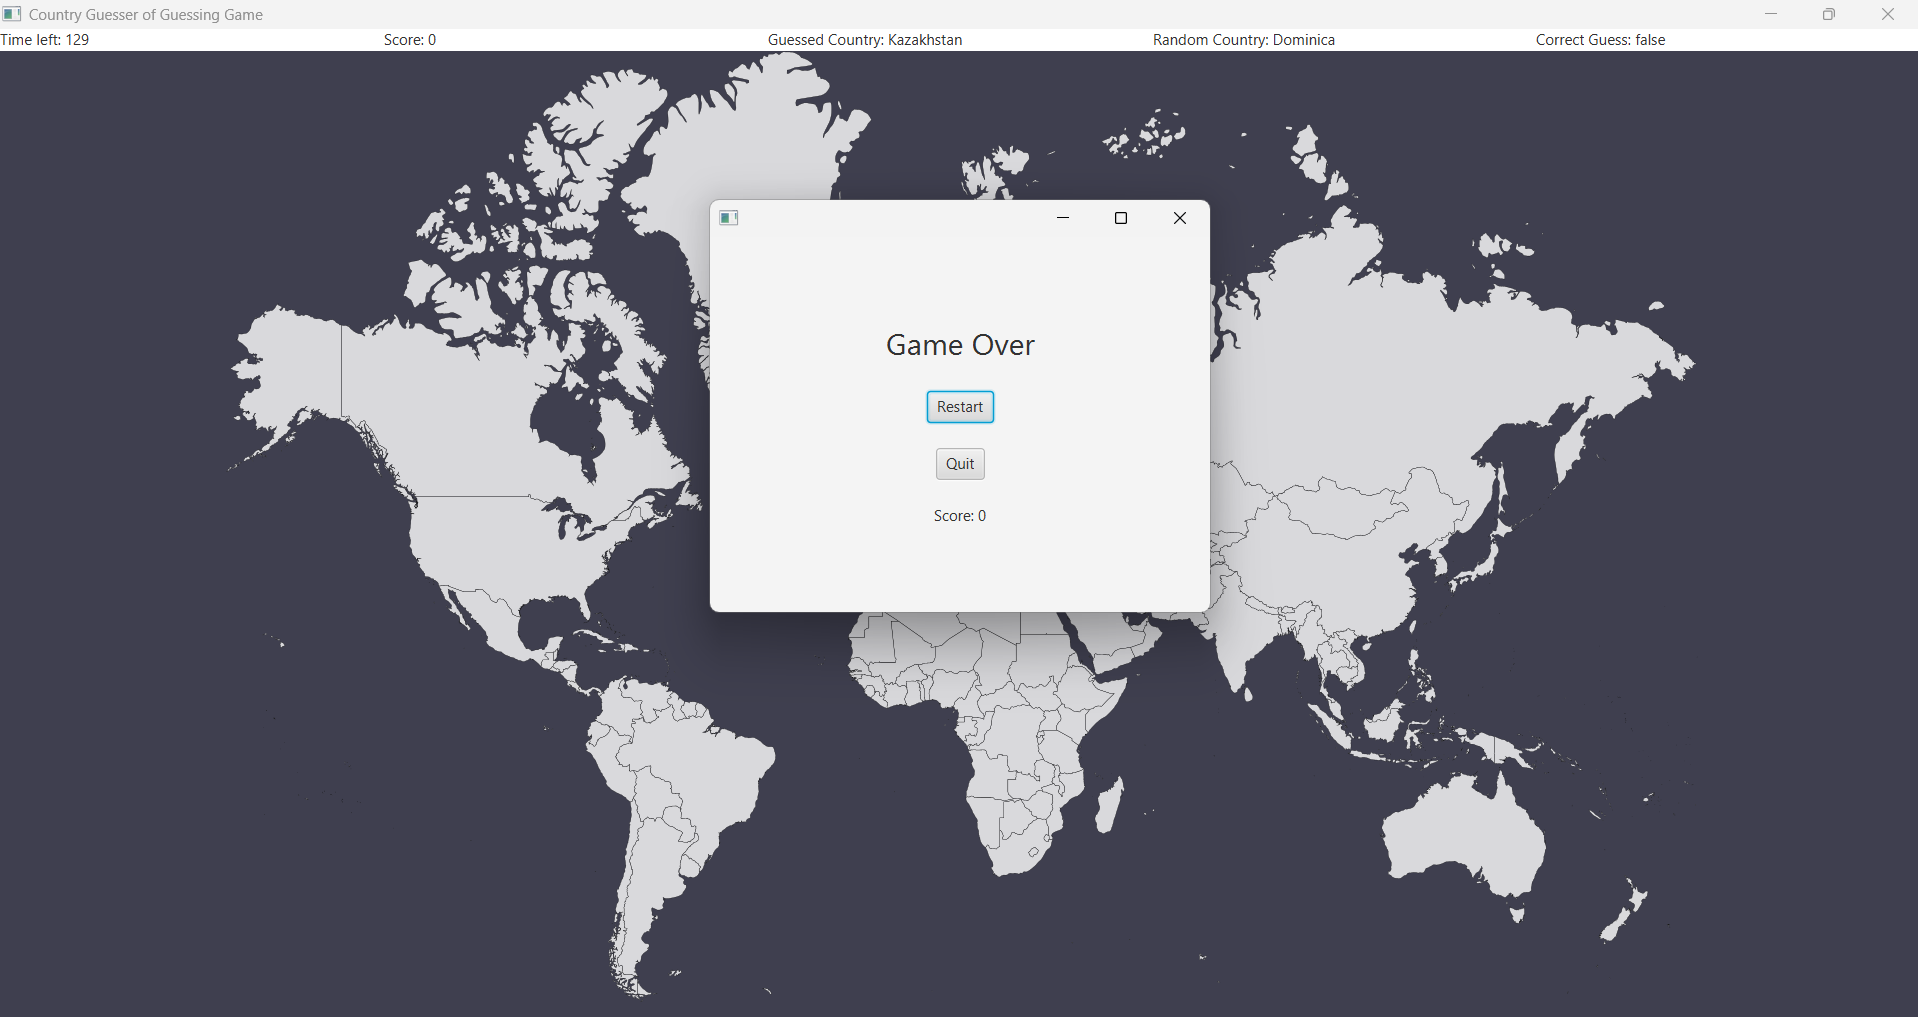 Country Guesser of Guessing Game
Time left: 129 Score: 0 Guessed Country: Kazakhstan Random Country: Dominica Correct Guess: false
Game Over
Restart
Quit
Score: 0